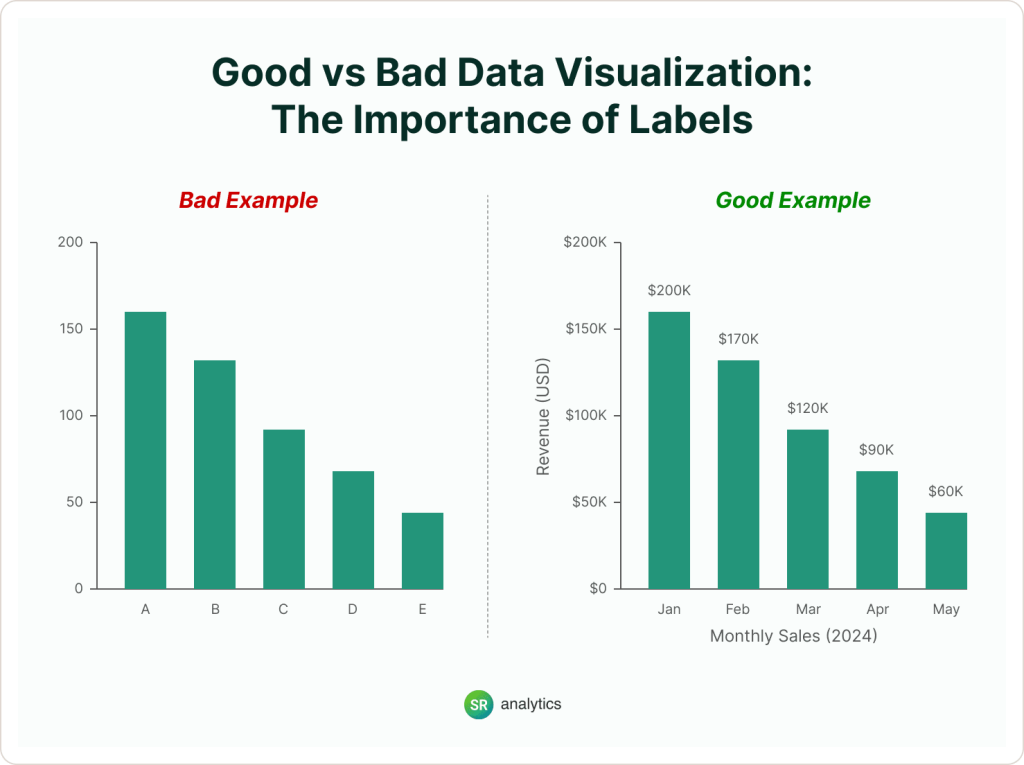 Good vs Bad Data Visualization:
The Importance of Labels
Bad Example
200
150
100
50
0
A B C D E
Good Example
$200K
$150K
$100K
$50K
$0
Revenue (USD)
$200K
$170K
$120K
$90K
$60K
Jan Feb Mar Apr May
Monthly Sales (2024)
SR analytics